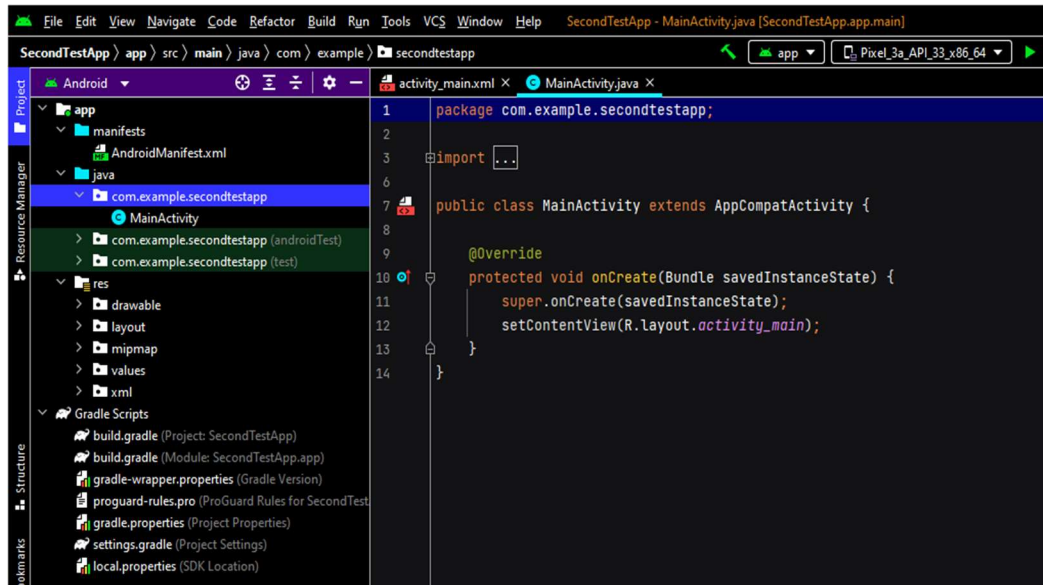 File Edit View Navigate Code Refactor Build Run Tools VCS Window Help SecondTestApp - MainActivity.java [SecondTestApp.app.main]
SecondTestApp 〉 app 〉 src 〉 main 〉 java 〉 com 〉 example 〉 secondtestapp
app
Pixel_3a_API_33_x86_64
Project
Resource Manager
Structure
Android
app
manifests
AndroidManifest.xml
java
com.example.secondtestapp
MainActivity
com.example.secondtestapp (androidTest)
com.example.secondtestapp (test)
res
drawable
layout
mipmap
values
xml
Gradle Scripts
build.gradle (Project: SecondTestApp)
build.gradle (Module: SecondTestApp.app)
gradle-wrapper.properties (Gradle Version)
proguard-rules.pro (ProGuard Rules for SecondTest
gradle.properties (Project Properties)
settings.gradle (Project Settings)
local.properties (SDK Location)
activity_main.xml × MainActivity.java ×
1 package com.example.secondtestapp;
2
3 import ...
6
7 public class MainActivity extends AppCompatActivity {
8
9 @Override
10 protected void onCreate(Bundle savedInstanceState) {
11 super.onCreate(savedInstanceState);
12 setContentView(R.layout.activity_main);
13 }
14 }